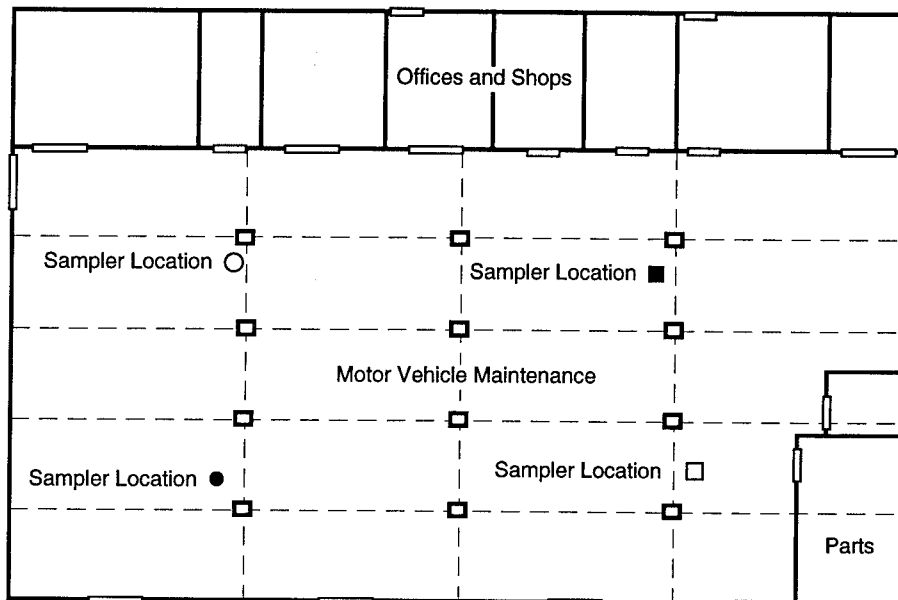 Offices and Shops
Sampler Location
Sampler Location
Motor Vehicle Maintenance
Sampler Location
Sampler Location
Parts